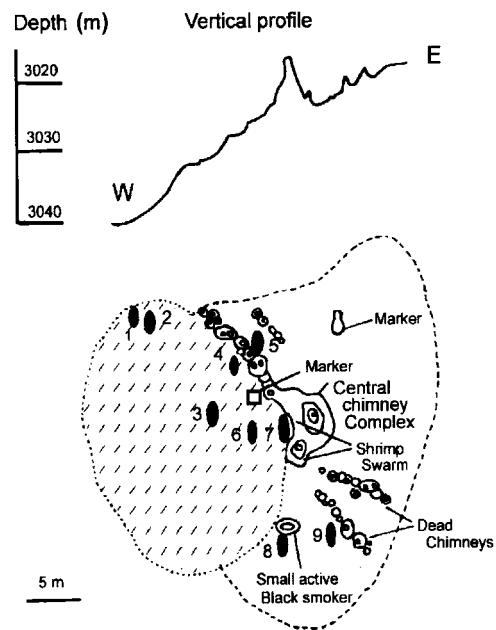 Depth (m) Vertical profile
3020
E
3030
W
3040
1 2
Marker
4 5
Marker
Central
chimney
Complex
3
6 7
Shrimp
Swarm
Dead
Chimneys
8 9
5 m
Small active
Black smoker